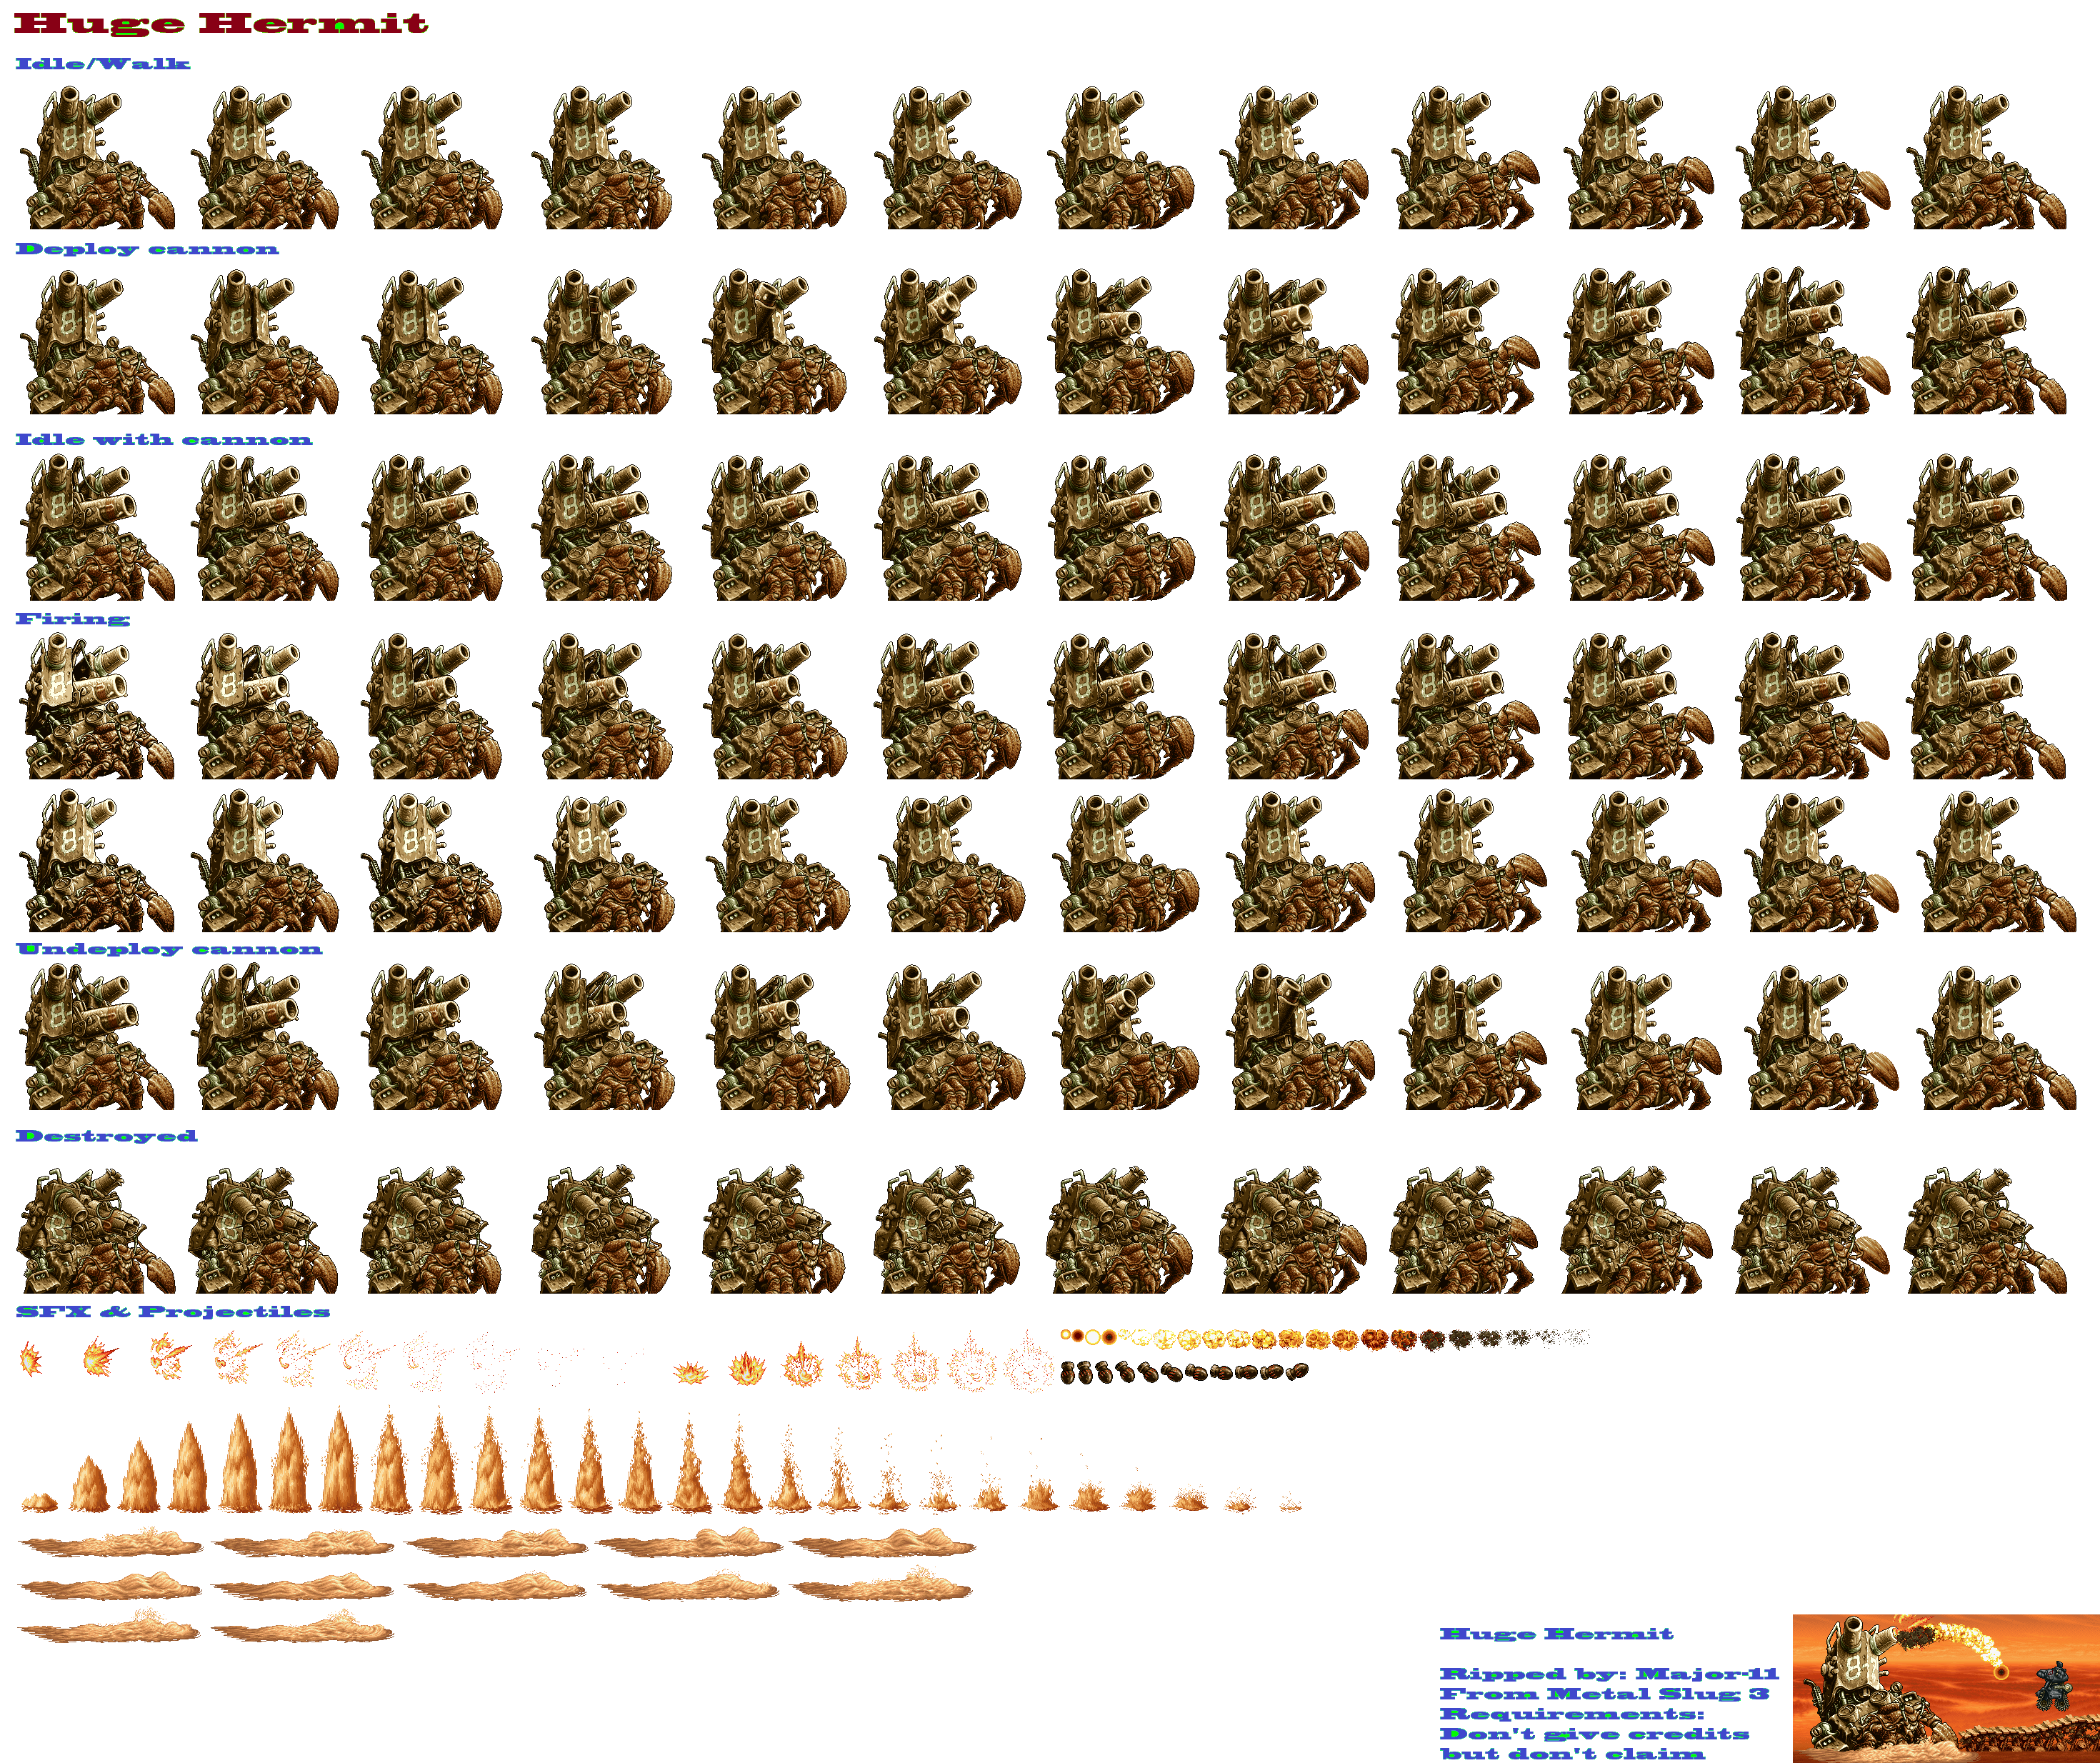 Huge Hermit
Idle/Walk
Deploy cannon
Idle with cannon
Firing
Undeploy cannon
Destroyed
SFX & Projectiles
Huge Hermit
Ripped by: Major-11
From Metal Slug 3
Requirements:
Don't give credits
but don't claim